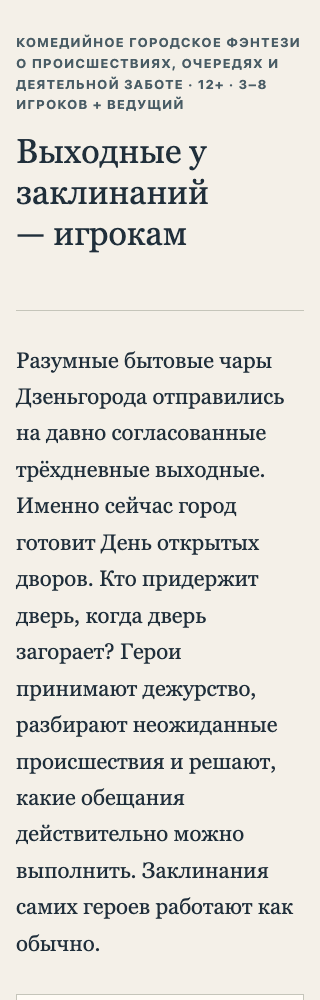 КОМЕДИЙНОЕ ГОРОДСКОЕ ФЭНТЕЗИ
О ПРОИСШЕСТВИЯХ, ОЧЕРЕДЯХ И
ДЕЯТЕЛЬНОЙ ЗАБОТЕ · 12+ · 3–8
ИГРОКОВ + ВЕДУЩИЙ
Выходные у
заклинаний
— игрокам
Разумные бытовые чары
Дзеньгорода отправились
на давно согласованные
трёхдневные выходные.
Именно сейчас город
готовит День открытых
дворов. Кто придержит
дверь, когда дверь
загорает? Герои
принимают дежурство,
разбирают неожиданные
происшествия и решают,
какие обещания
действительно можно
выполнить. Заклинания
самих героев работают как
обычно.